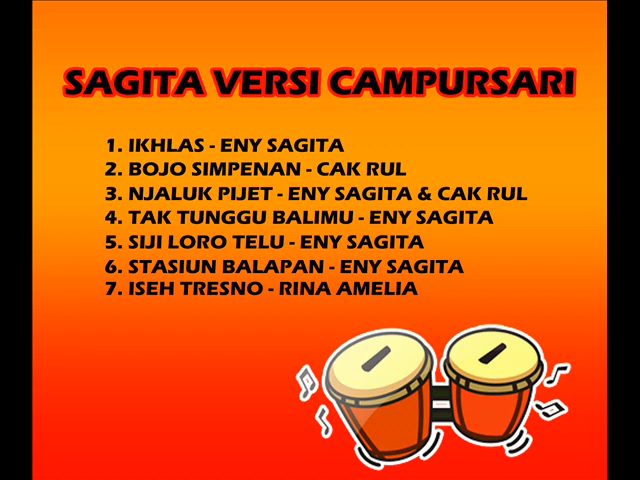 SAGITA VERSI CAMPURSARI
1. IKHLAS - ENY SAGITA
2. BOJO SIMPENAN - CAK RUL
3. NJALUK PIJET - ENY SAGITA & CAK RUL
4. TAK TUNGGU BALIMU - ENY SAGITA
5. SIJI LORO TELU - ENY SAGITA
6. STASIUN BALAPAN - ENY SAGITA
7. ISEH TRESNO - RINA AMELIA